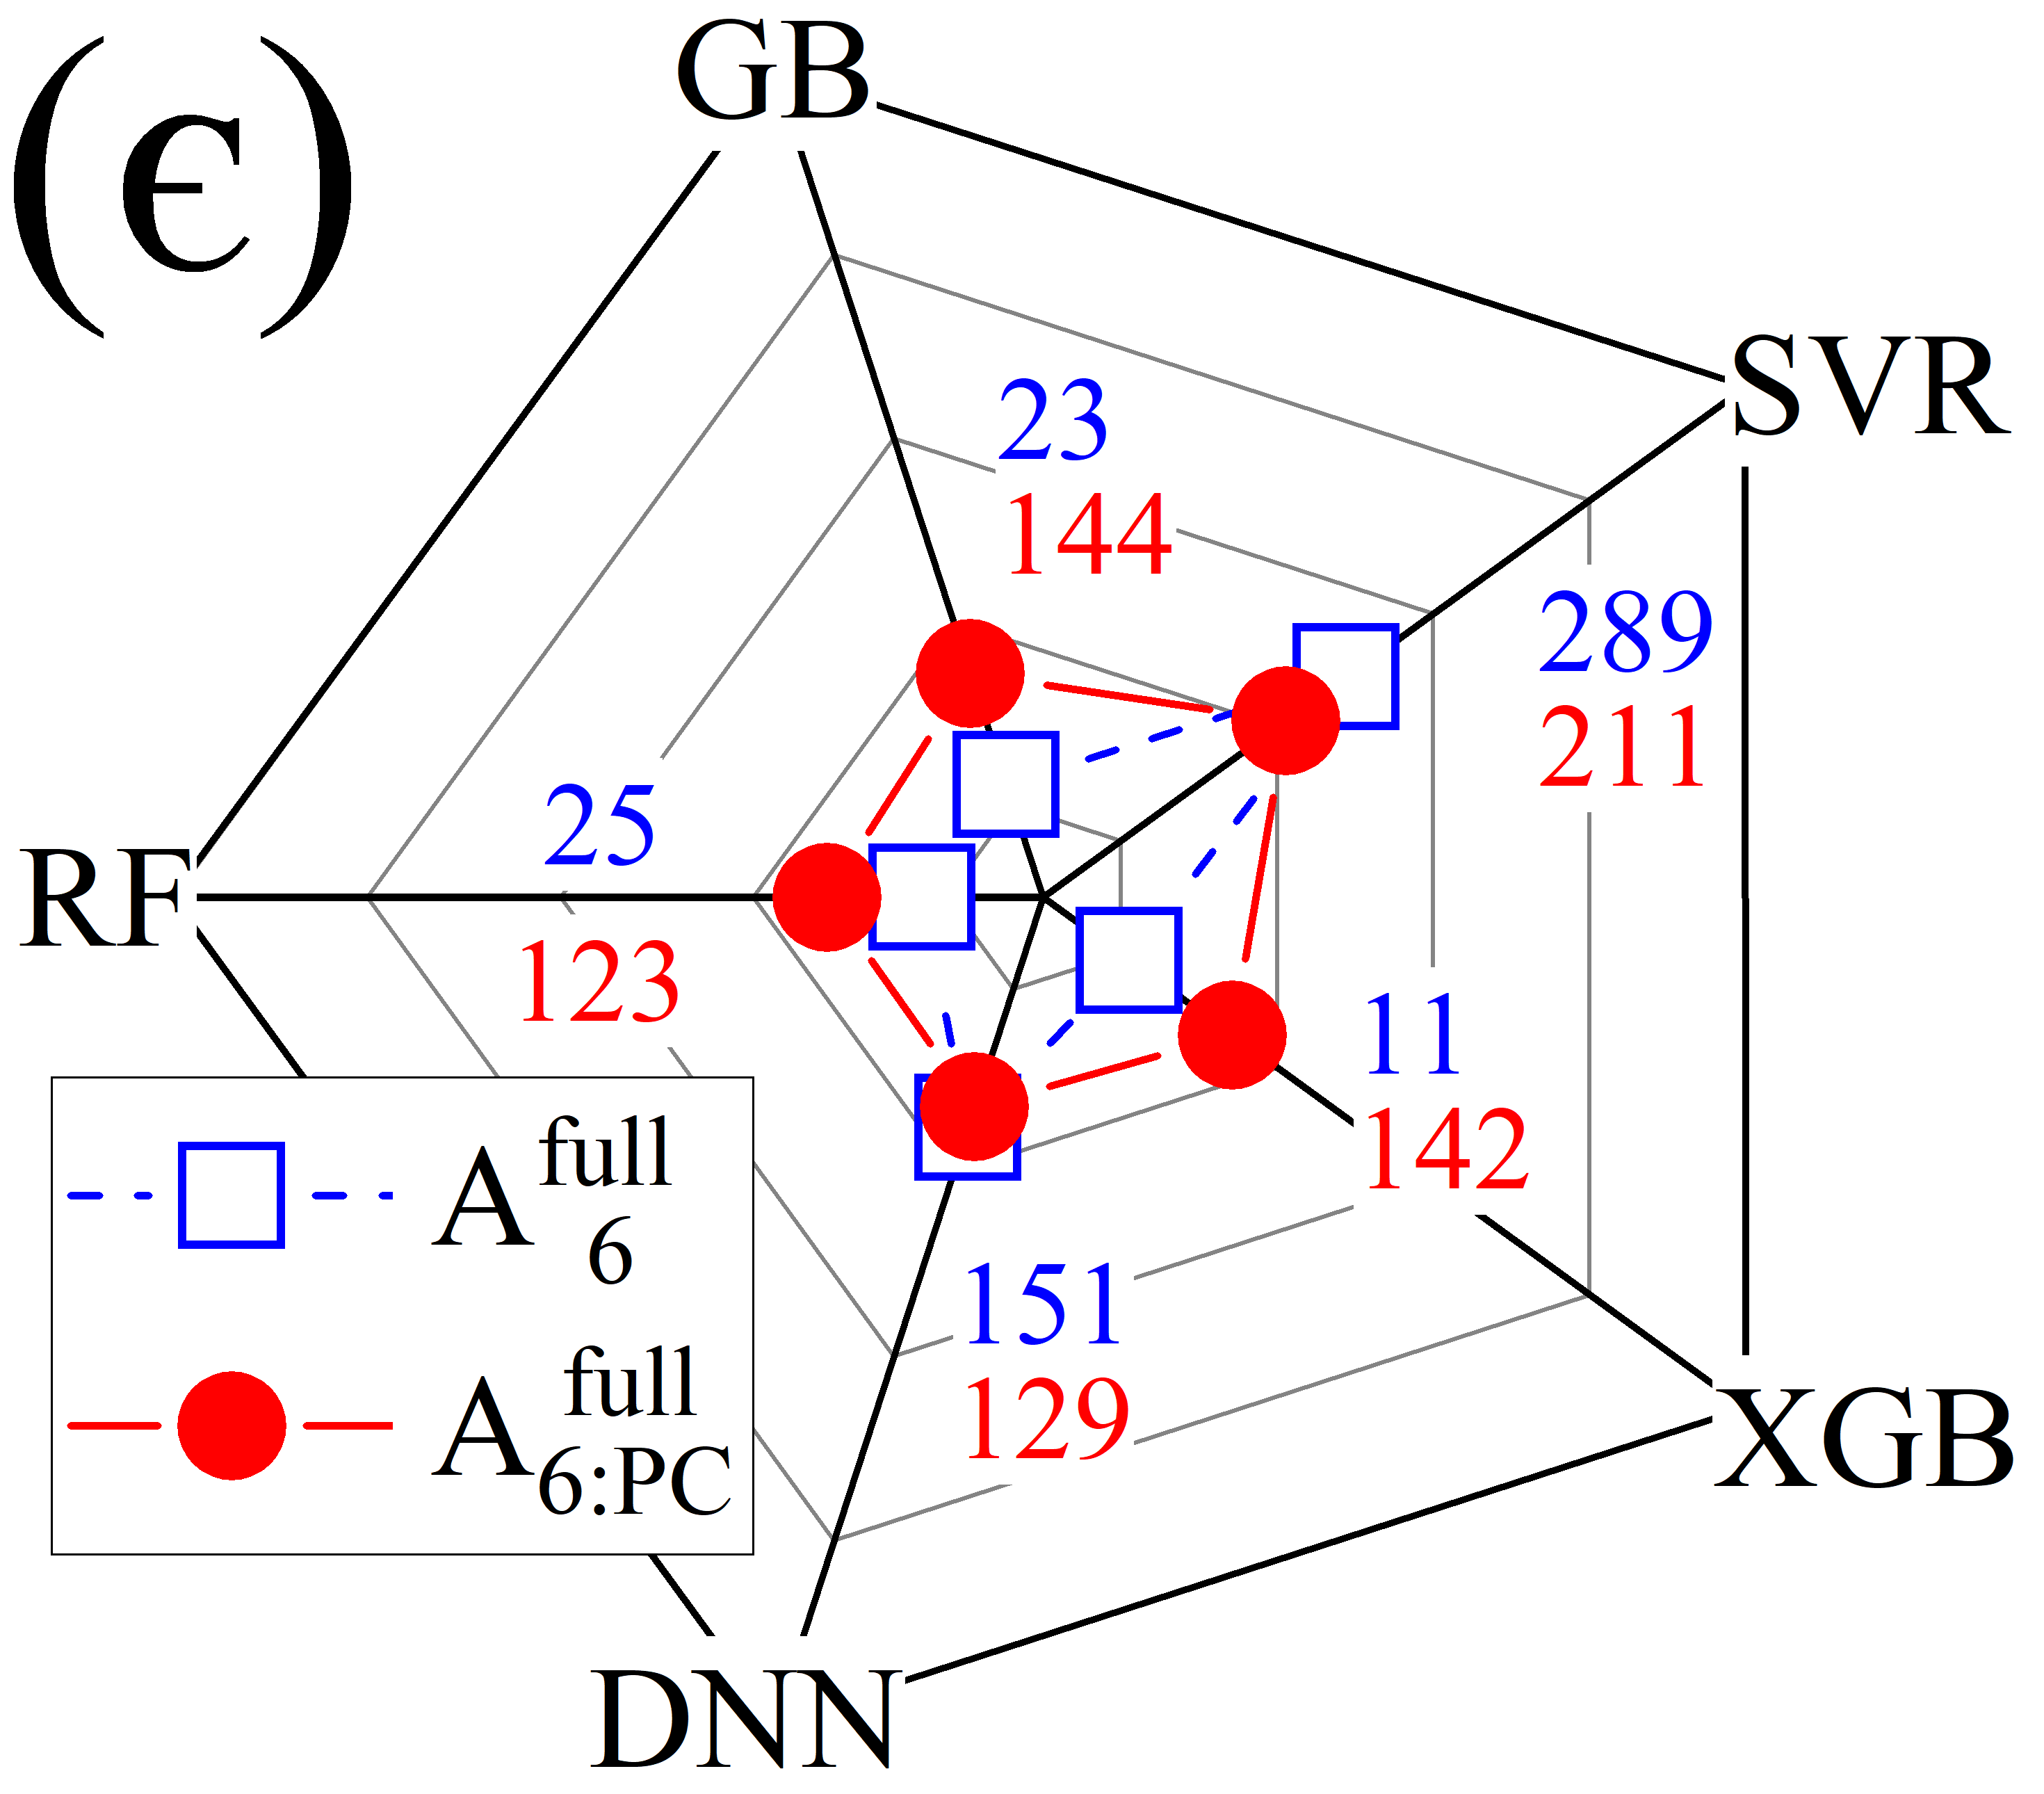 (ϵ)
GB
SVR
23
144
289
211
25
RF
123
11
142
A full 6
151
129
A full 6:PC
XGB
DNN